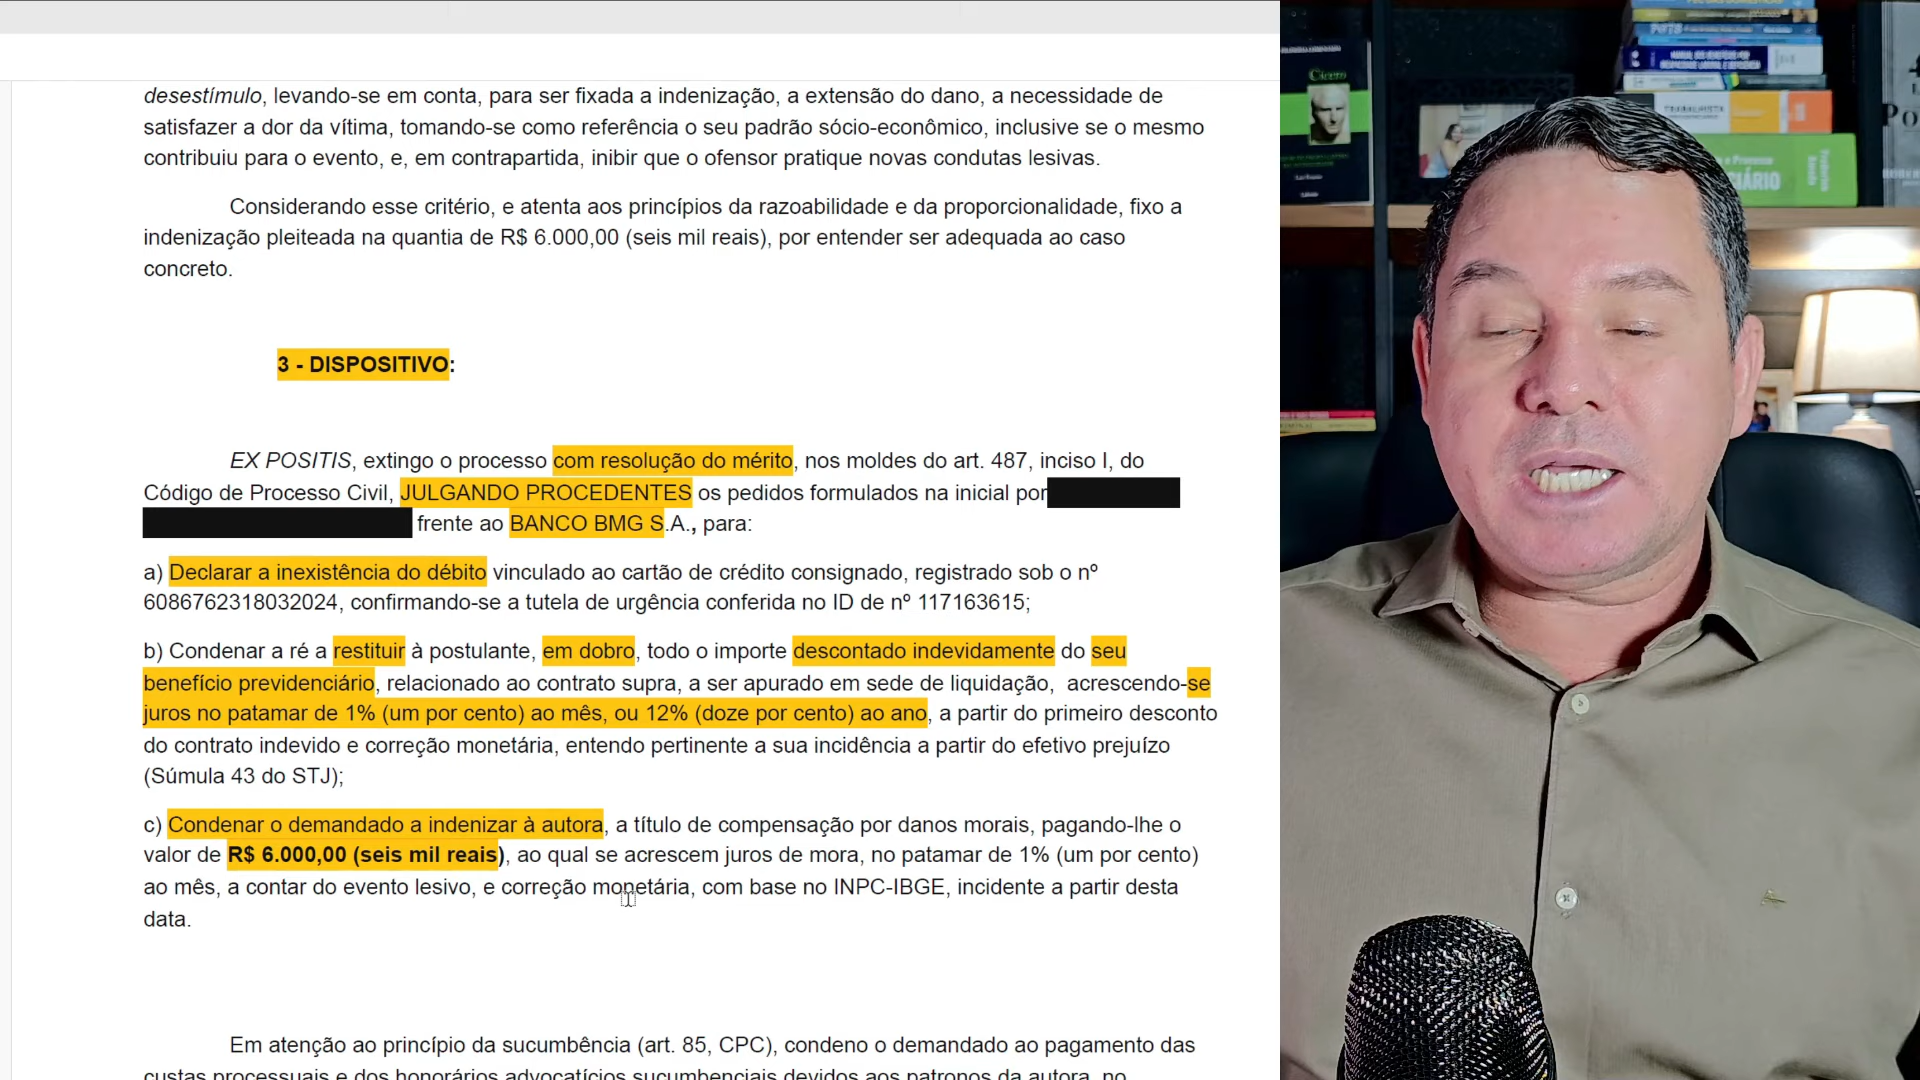 desestímulo, levando-se em conta, para ser fixada a indenização, a extensão do dano, a necessidade de
satisfazer a dor da vítima, tomando-se como referência o seu padrão sócio-econômico, inclusive se o mesmo
contribuiu para o evento, e, em contrapartida, inibir que o ofensor pratique novas condutas lesivas.
Considerando esse critério, e atenta aos princípios da razoabilidade e da proporcionalidade, fixo a
indenização pleiteada na quantia de R$ 6.000,00 (seis mil reais), por entender ser adequada ao caso
concreto.
3 - DISPOSITIVO:
EX POSITIS, extingo o processo com resolução do mérito, nos moldes do art. 487, inciso I, do
Código de Processo Civil, JULGANDO PROCEDENTES os pedidos formulados na inicial por
frente ao BANCO BMG S.A., para:
a) Declarar a inexistência do débito vinculado ao cartão de crédito consignado, registrado sob o nº
6086762318032024, confirmando-se a tutela de urgência conferida no ID de nº 117163615;
b) Condenar a ré a restituir à postulante, em dobro, todo o importe descontado indevidamente do seu
benefício previdenciário, relacionado ao contrato supra, a ser apurado em sede de liquidação, acrescendo-se
juros no patamar de 1% (um por cento) ao mês, ou 12% (doze por cento) ao ano, a partir do primeiro desconto
do contrato indevido e correção monetária, entendo pertinente a sua incidência a partir do efetivo prejuízo
(Súmula 43 do STJ);
c) Condenar o demandado a indenizar à autora, a título de compensação por danos morais, pagando-lhe o
valor de R$ 6.000,00 (seis mil reais), ao qual se acrescem juros de mora, no patamar de 1% (um por cento)
ao mês, a contar do evento lesivo, e correção monetária, com base no INPC-IBGE, incidente a partir desta
data.
Em atenção ao princípio da sucumbência (art. 85, CPC), condeno o demandado ao pagamento das
custas processuais e dos honorários advocatícios sucumbenciais devidos aos patronos da autora, no
Cícero